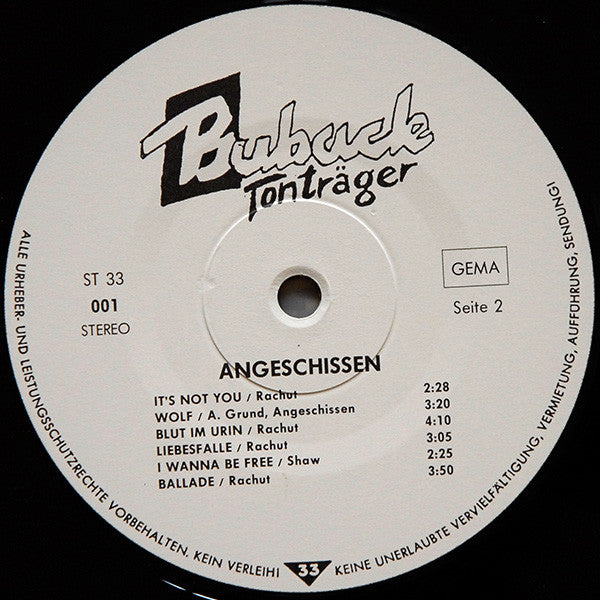 Buback
Tonträger
ST 33
001
STEREO
GEMA
Seite 2
ANGESCHISSEN
IT'S NOT YOU / Rachut 2:28
WOLF / A. Grund, Angeschissen 3:20
BLUT IM URIN / Rachut 4:10
LIEBESFALLE / Rachut 3:05
I WANNA BE FREE / Shaw 2:25
BALLADE / Rachut 3:50
ALLE URHEBER- UND LEISTUNGSSCHUTZRECHTE VORBEHALTEN, KEIN VERLEIH! 33 KEINE UNERLAUBTE VERVIELFÄLTIGUNG, VERMIETUNG, AUFFÜHRUNG, SENDUNG!